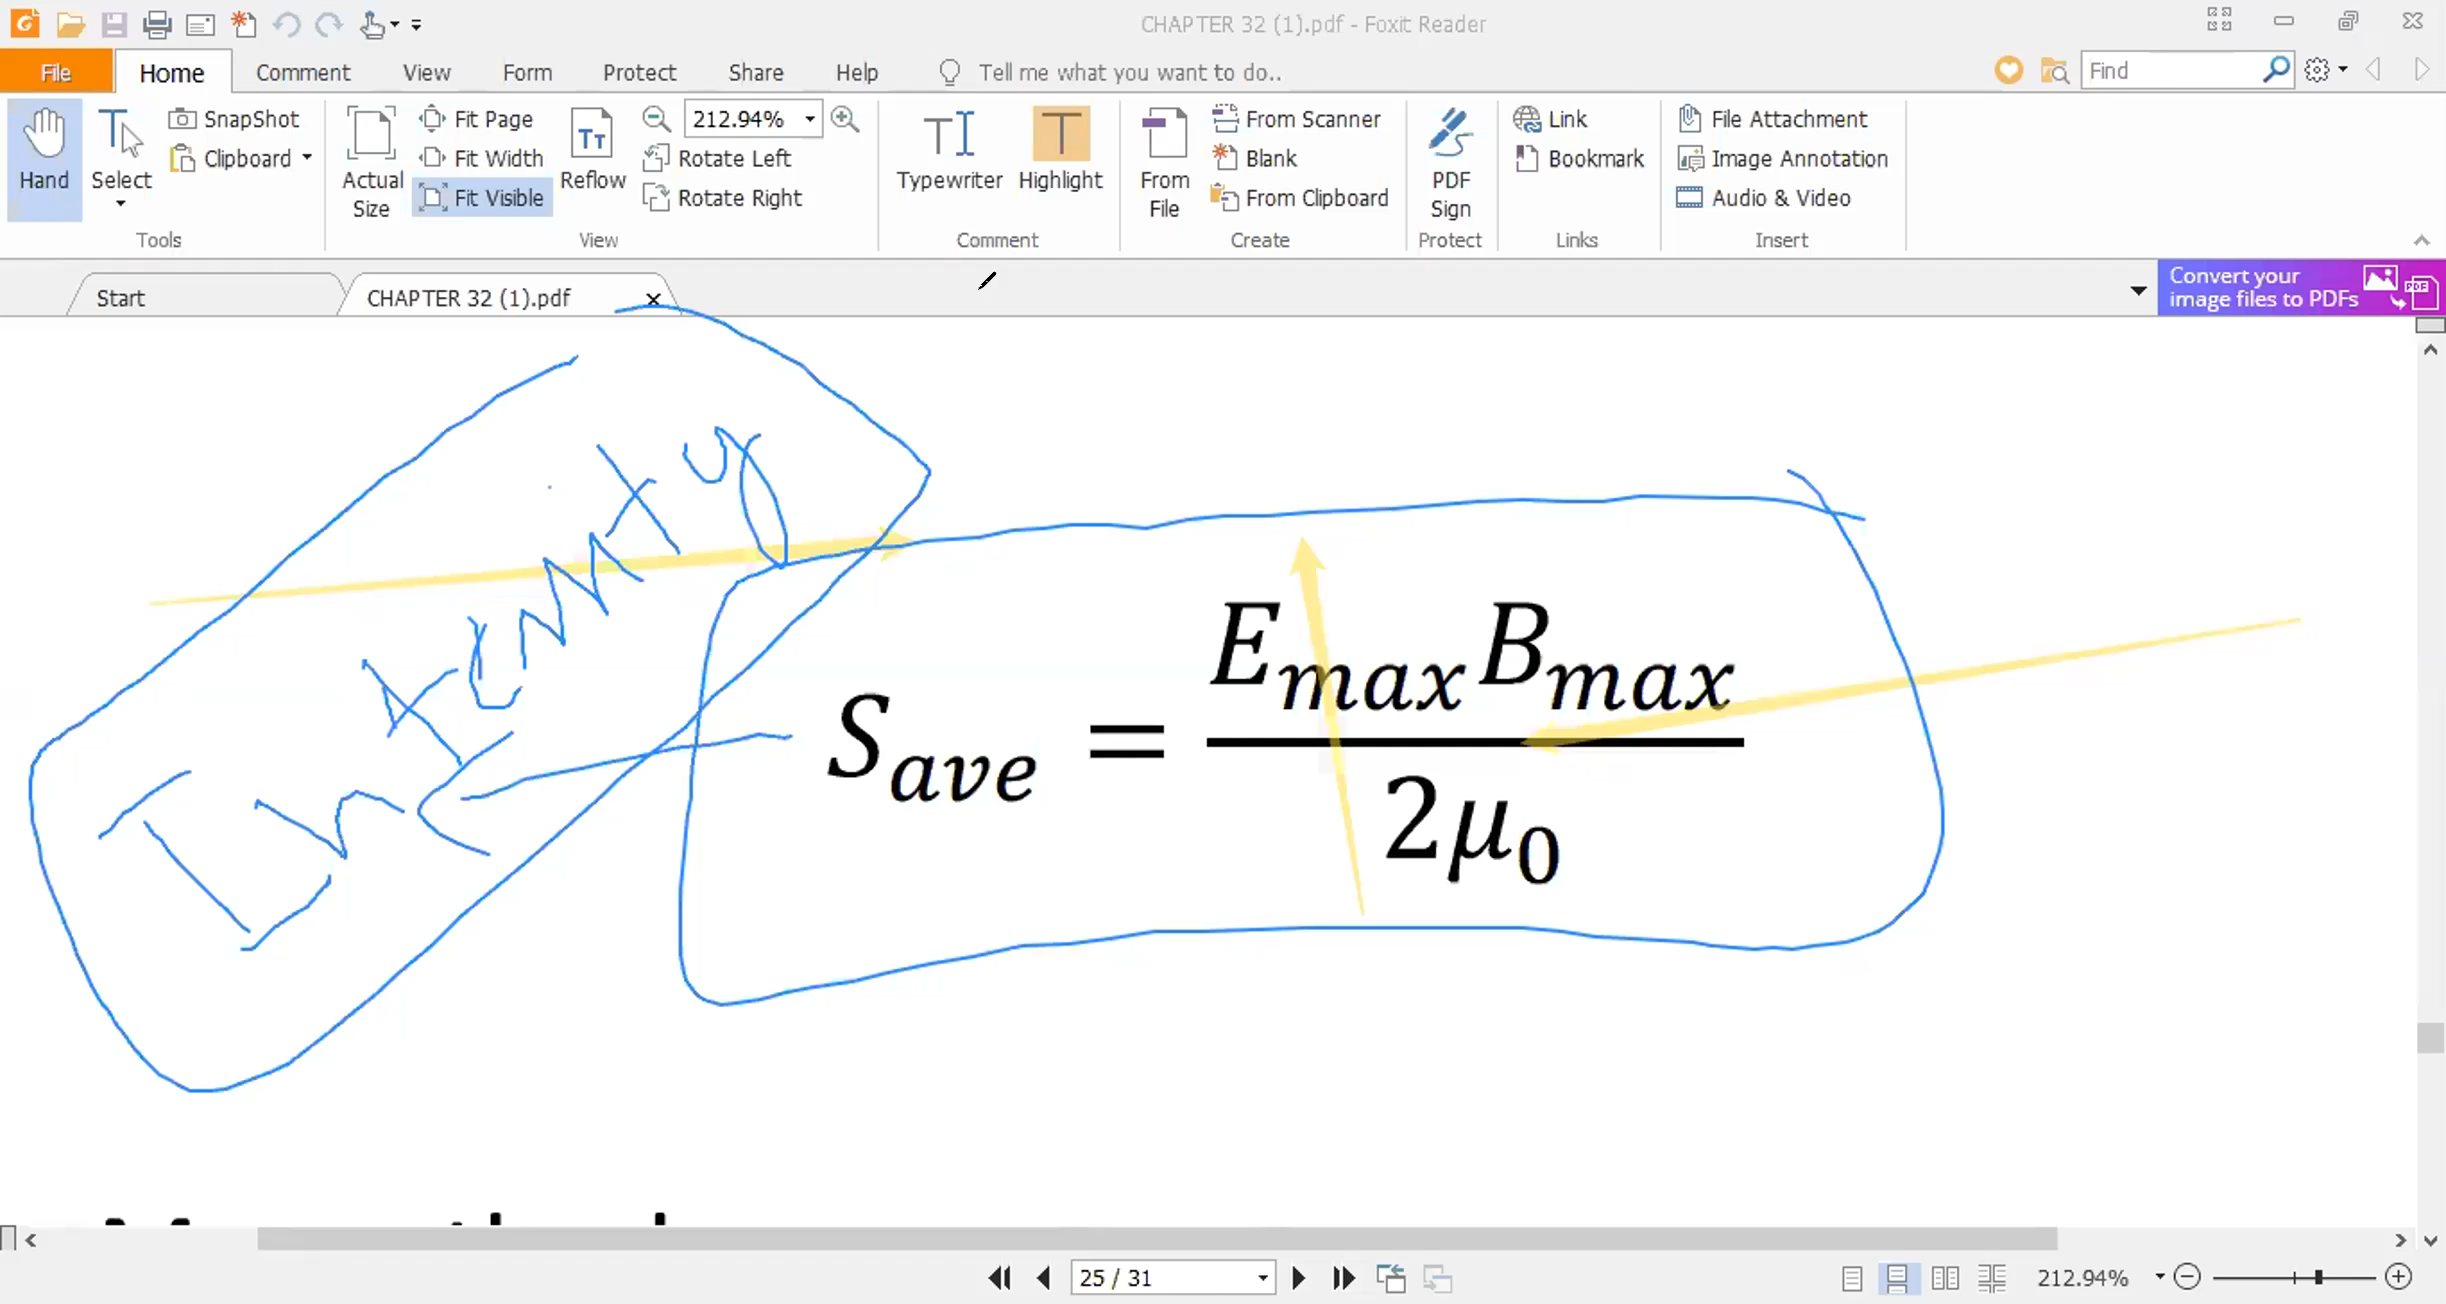 CHAPTER 32 (1).pdf - Foxit Reader
File Home Comment View Form Protect Share Help Tell me what you want to do.. Find
Hand Select SnapShot Clipboard
Tools
Actual Size Fit Page Fit Width Fit Visible Reflow 212.94% Rotate Left Rotate Right
View
Typewriter Highlight
Comment
From File From Scanner Blank From Clipboard
Create
PDF Sign
Protect
Link Bookmark
Links
File Attachment Image Annotation Audio & Video
Insert
Start CHAPTER 32 (1).pdf
Convert your
image files to PDFs
PDF
Intensity
S_ave = E_max B_max / 2μ_0
25 / 31 212.94%